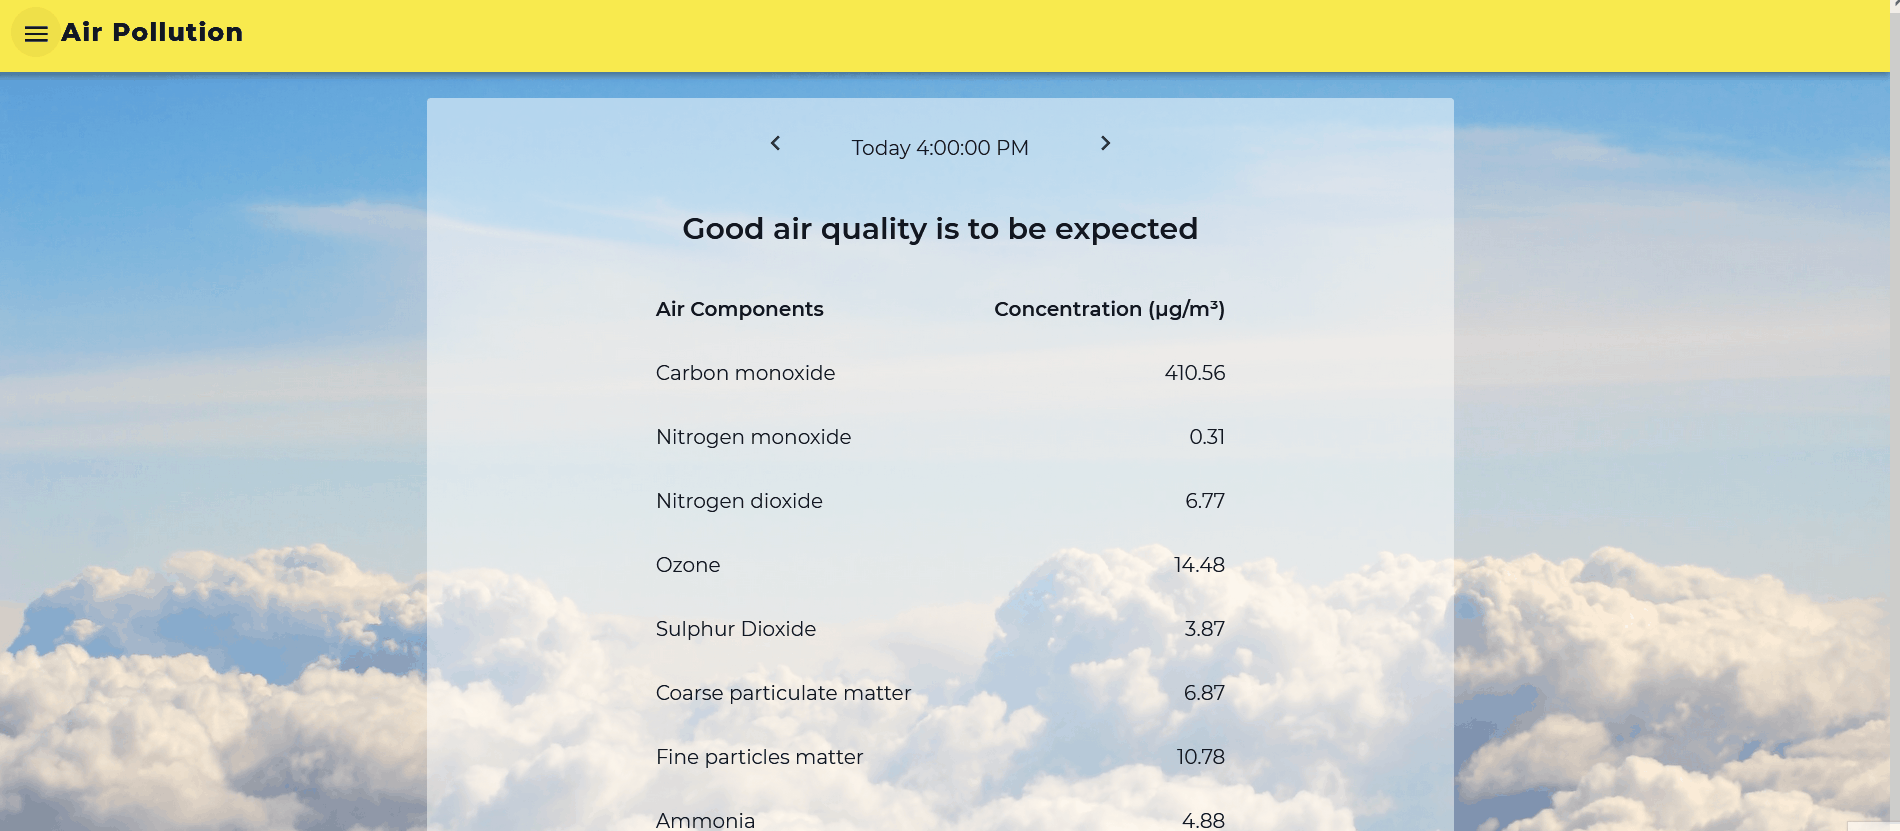 Air Pollution
Today 4:00:00 PM
Good air quality is to be expected
Air Components Concentration (µg/m³)
Carbon monoxide 410.56
Nitrogen monoxide 0.31
Nitrogen dioxide 6.77
Ozone 14.48
Sulphur Dioxide 3.87
Coarse particulate matter 6.87
Fine particles matter 10.78
Ammonia 4.88